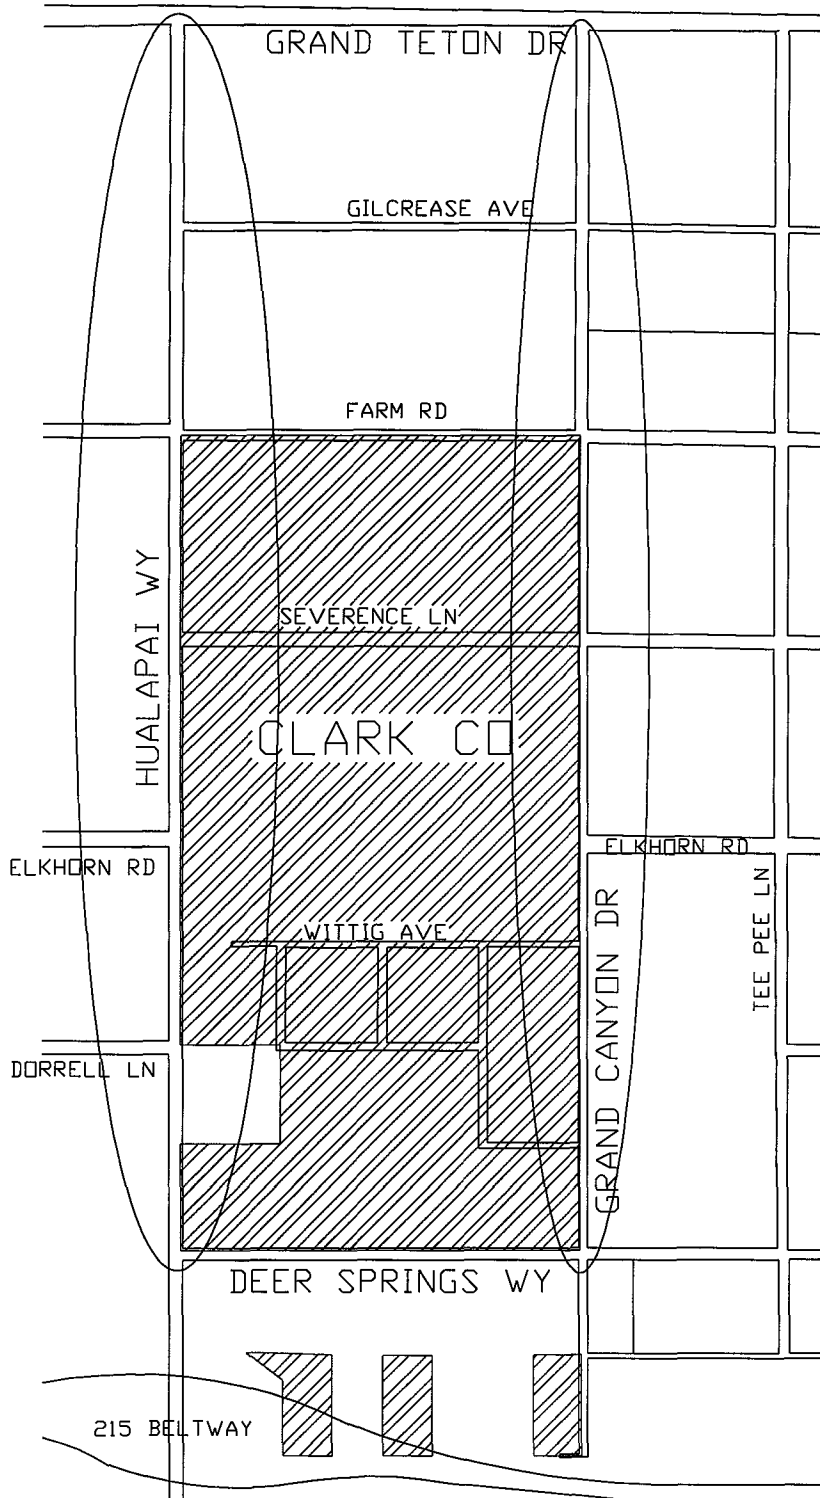 GRAND TETON DR
GILCREASE AVE
FARM RD
HUALAPAI WY
SEVERENCE LN
CLARK CO
ELKHORN RD
ELKHORN RD
WITTIG AVE
TEE PEE LN
GRAND CANYON DR
DORRELL LN
DEER SPRINGS WY
215 BELTWAY